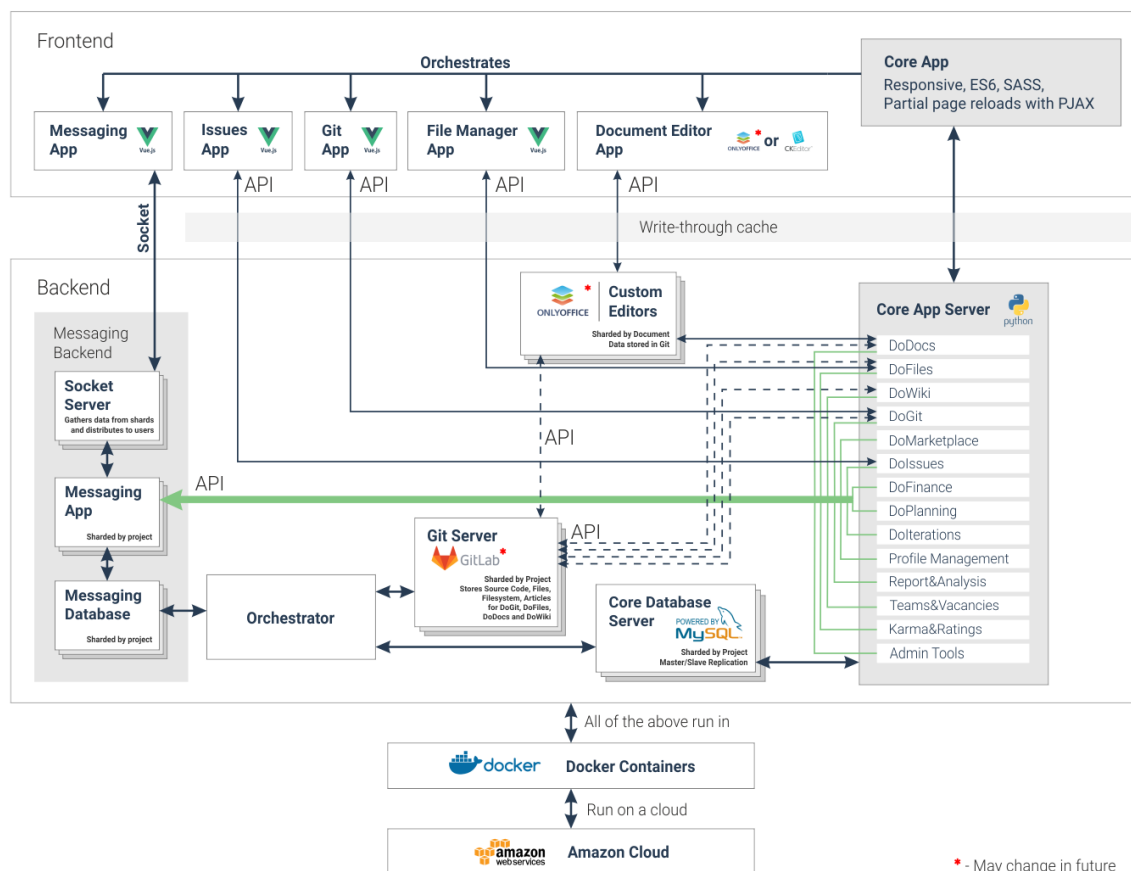 Frontend
Orchestrates
Core App
Responsive, ES6, SASS,
Partial page reloads with PJAX
Messaging
App
Vue.js
Issues
App
Vue.js
Git
App
Vue.js
File Manager
App
Vue.js
Document Editor
App
ONLYOFFICE
*
or
CKEditor
API
API
API
API
Socket
Write-through cache
Backend
Messaging
Backend
Socket
Server
Gathers data from shards
and distributes to users
Messaging
App
Sharded by project
Messaging
Database
Sharded by project
ONLYOFFICE
*
Custom
Editors
Sharded by Document
Data stored in Git
Core App Server
python
DoDocs
DoFiles
DoWiki
DoGit
DoMarketplace
DoIssues
DoFinance
DoPlanning
DoIterations
Profile Management
Report&Analysis
Teams&Vacancies
Karma&Ratings
Admin Tools
API
API
API
Git Server
GitLab
*
Sharded by Project
Stores Source Code, Files,
Filesystem, Articles
for DoGit, DoFiles,
DoDocs and DoWiki
Orchestrator
Core Database
Server
POWERED BY
MySQL
Sharded by Project
Master/Slave Replication
All of the above run in
docker
Docker Containers
Run on a cloud
amazon
webservices
Amazon Cloud
* - May change in future